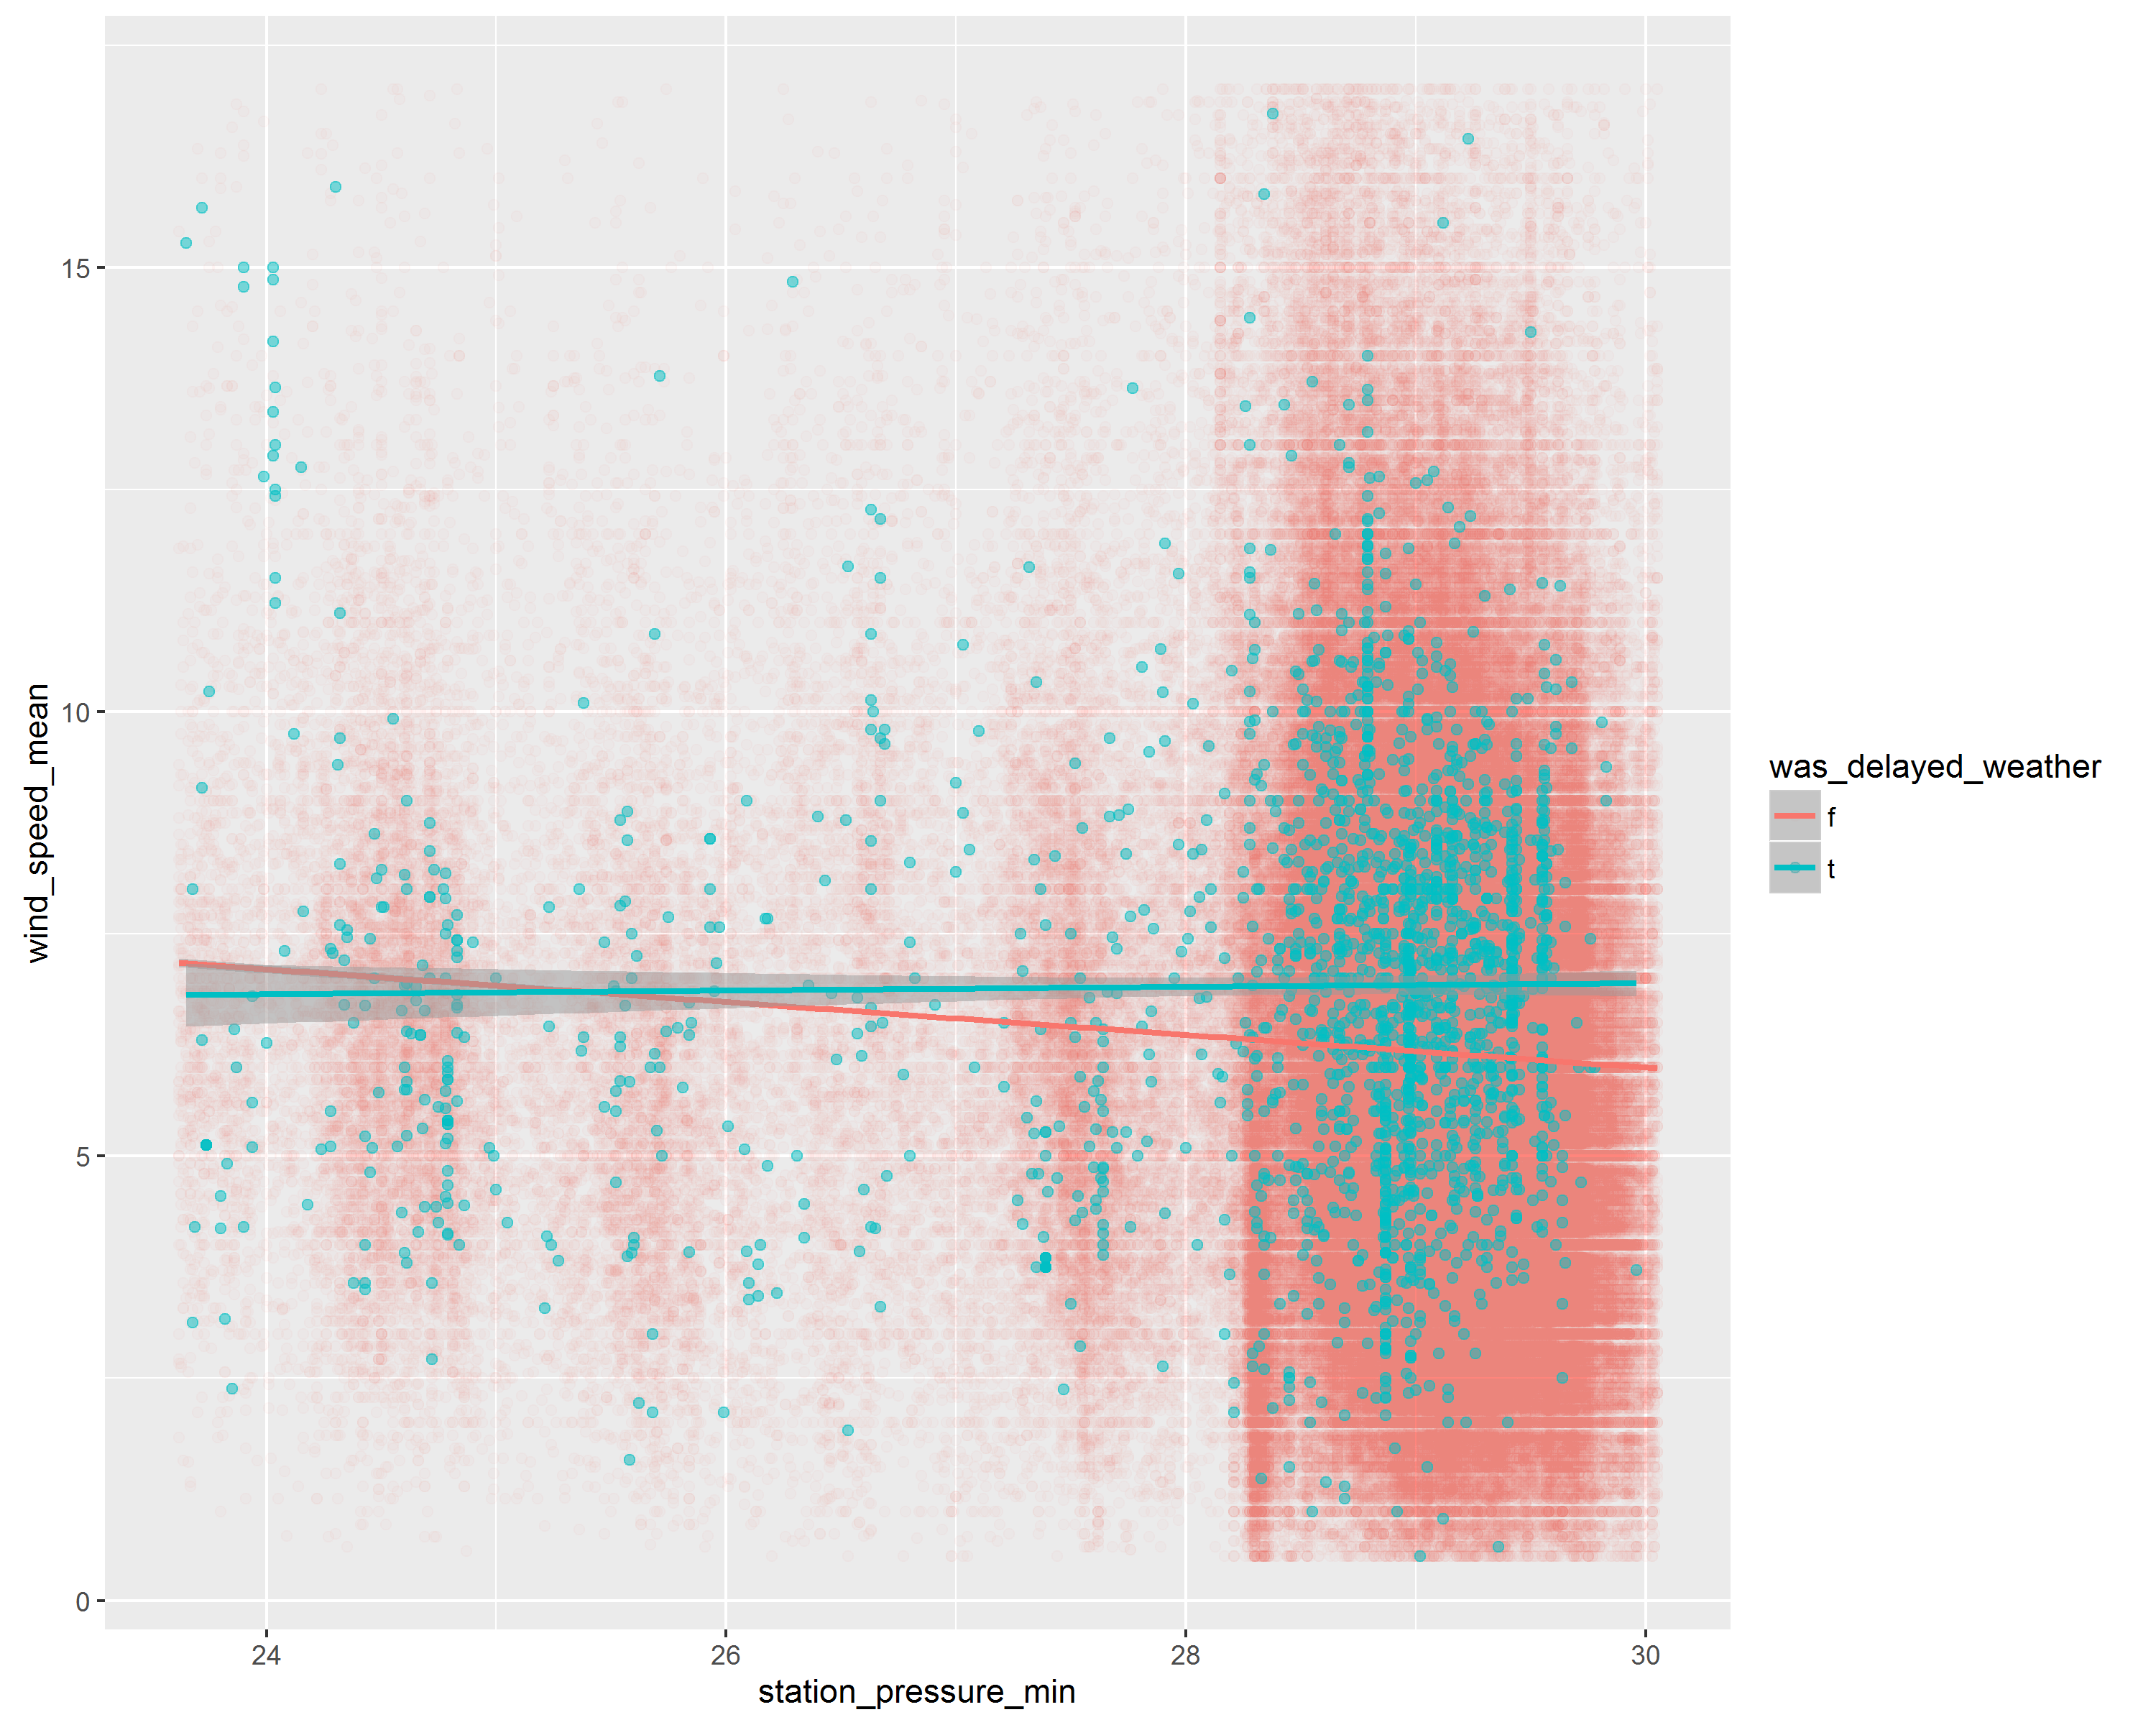 15
10
5
0
wind_speed_mean
24
26
28
30
station_pressure_min
was_delayed_weather
f
t